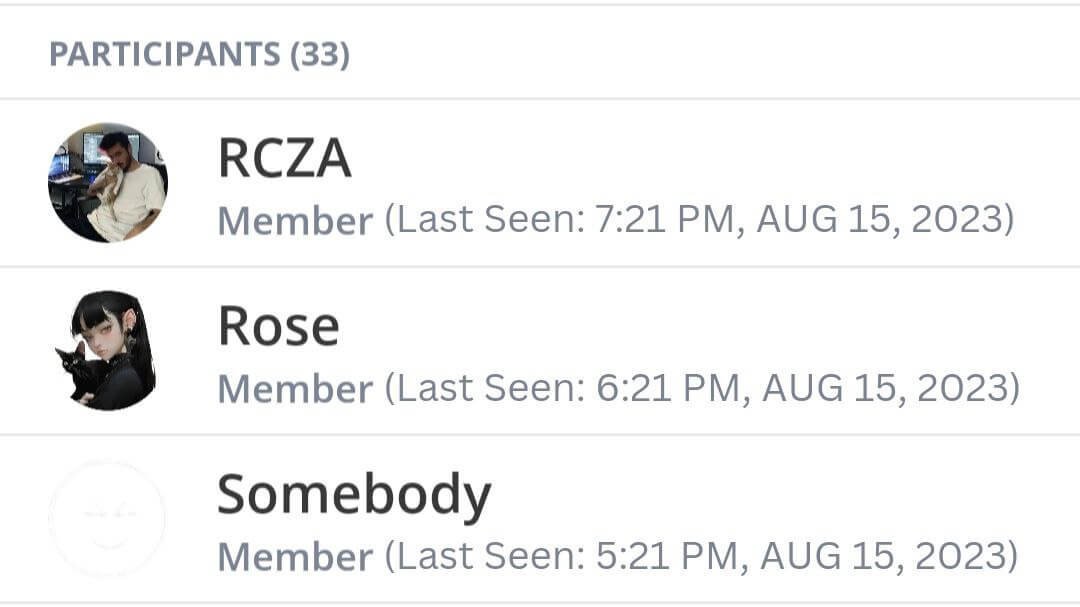 PARTICIPANTS (33)
RCZA
Member (Last Seen: 7:21 PM, AUG 15, 2023)
Rose
Member (Last Seen: 6:21 PM, AUG 15, 2023)
Somebody
Member (Last Seen: 5:21 PM, AUG 15, 2023)